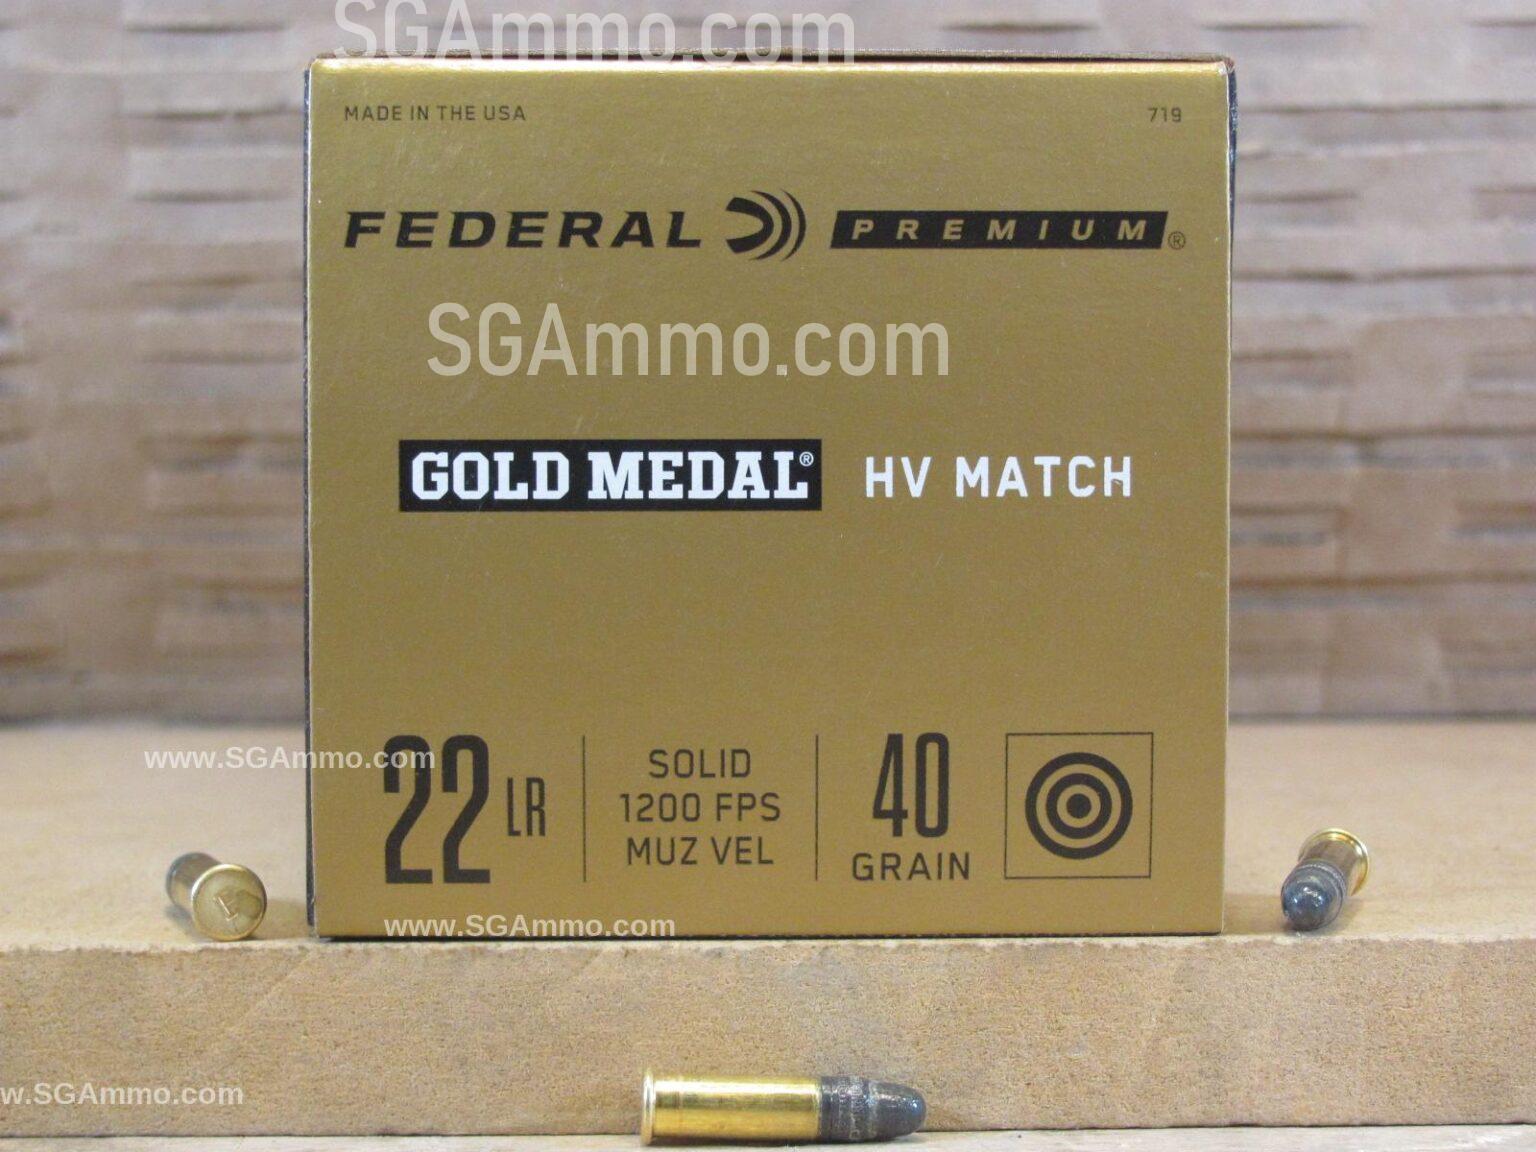 SGAmmo.com
MADE IN THE USA 719
FEDERAL PREMIUM®
SGAmmo.com
GOLD MEDAL® HV MATCH
22 LR
SOLID
1200 FPS
MUZ VEL
40
GRAIN
www.SGAmmo.com
www.SGAmmo.com
w.SGAmmo.com